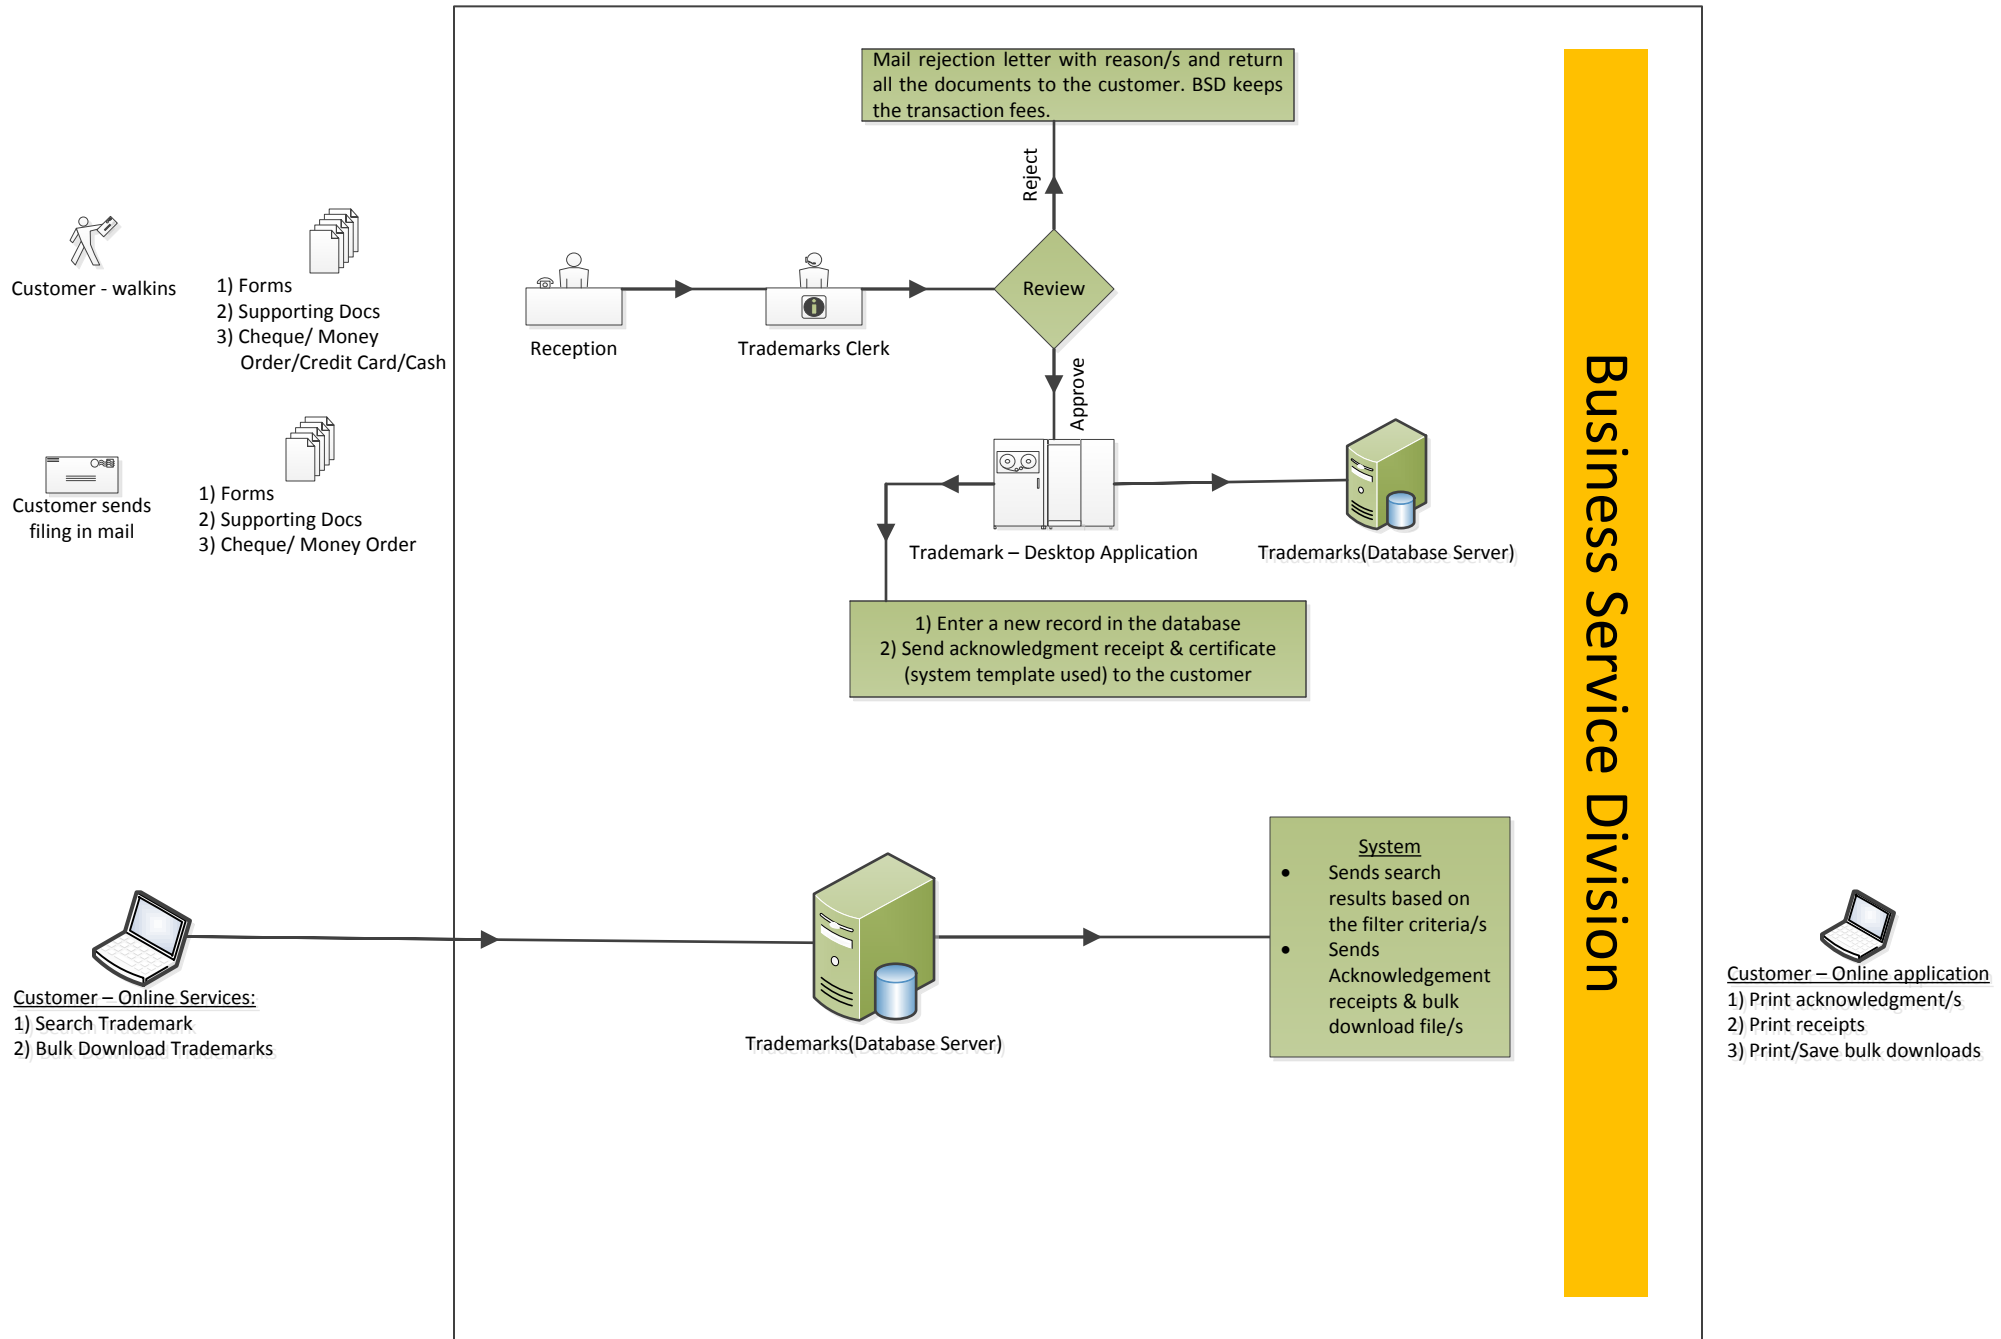 Mail rejection letter with reason/s and return
all the documents to the customer. BSD keeps
the transaction fees.
Reject
Customer - walkins
1) Forms
2) Supporting Docs
3) Cheque/ Money
Order/Credit Card/Cash
Reception
Trademarks Clerk
Review
Approve
Customer sends
filing in mail
1) Forms
2) Supporting Docs
3) Cheque/ Money Order
Trademark – Desktop Application
Trademarks(Database Server)
1) Enter a new record in the database
2) Send acknowledgment receipt & certificate
(system template used) to the customer
Business Service Division
Customer – Online Services:
1) Search Trademark
2) Bulk Download Trademarks
Trademarks(Database Server)
System
• Sends search
results based on
the filter criteria/s
• Sends
Acknowledgement
receipts & bulk
download file/s
Customer – Online application
1) Print acknowledgment/s
2) Print receipts
3) Print/Save bulk downloads